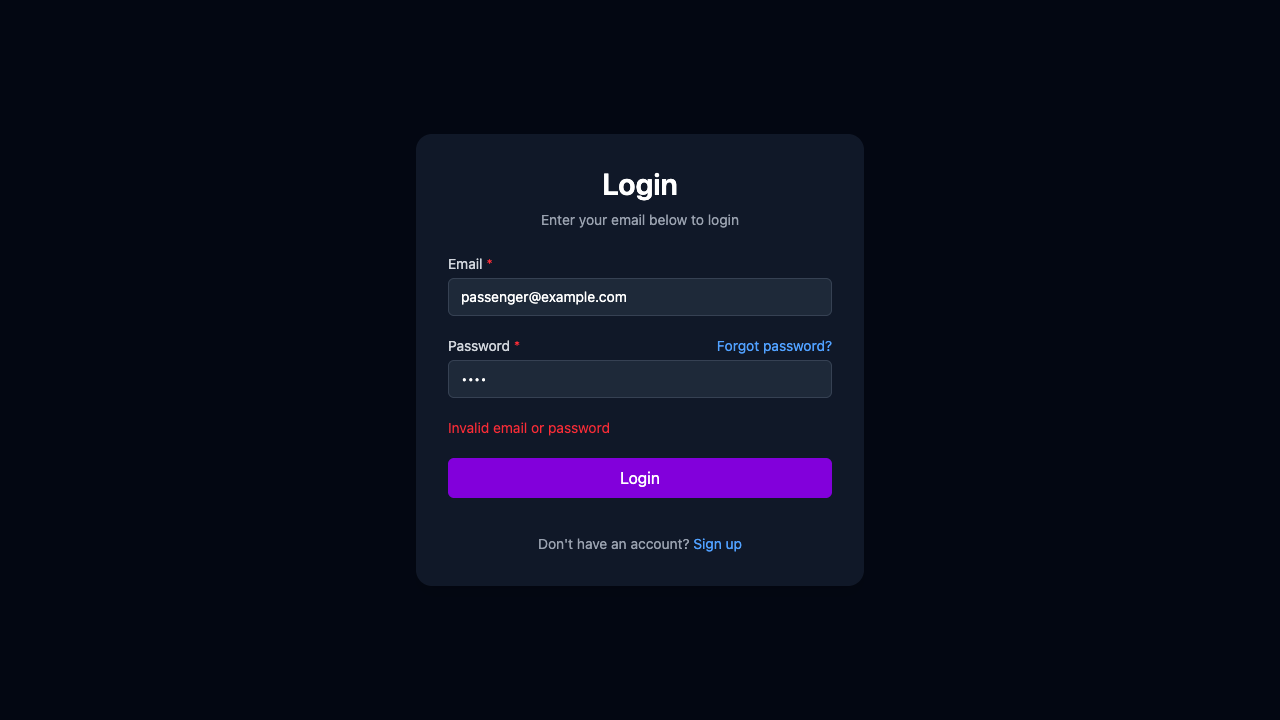 Login
Enter your email below to login
Email *
passenger@example.com
Password * Forgot password?
••••
Invalid email or password
Login
Don't have an account? Sign up